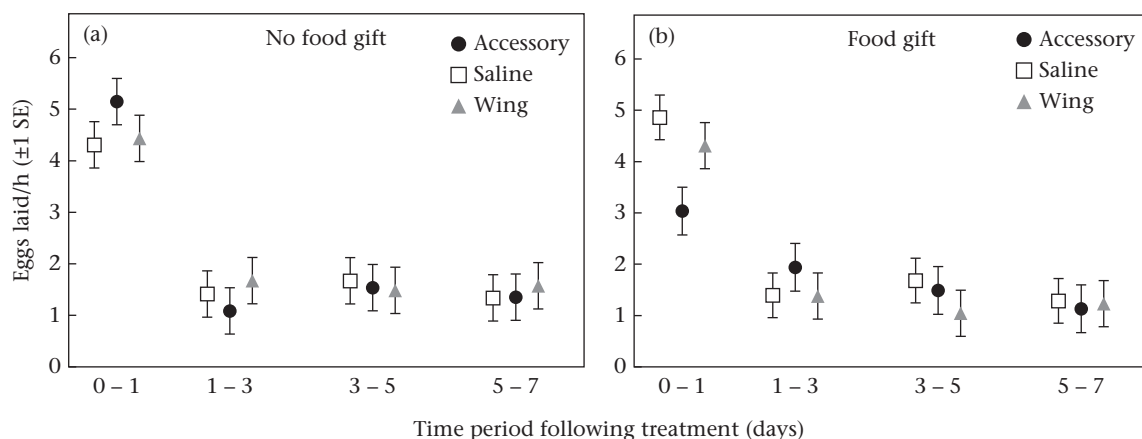 (a)
No food gift
Accessory
Saline
Wing
(b)
Food gift
Accessory
Saline
Wing
Eggs laid/h (±1 SE)
6
5
4
3
2
1
0
6
5
4
3
2
1
0
0 – 1 1 – 3 3 – 5 5 – 7
0 – 1 1 – 3 3 – 5 5 – 7
Time period following treatment (days)